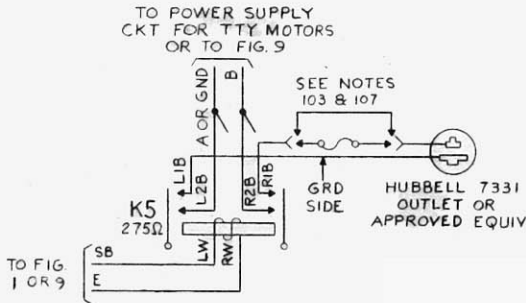 TO POWER SUPPLY
CKT FOR TTY MOTORS
OR TO FIG. 9
A OR GND
B
SEE NOTES
103 & 107
L1B
L2B
R2B
R1B
GRD
SIDE
HUBBELL 7331
OUTLET OR
APPROVED EQUIV
K5
275Ω
LW
RW
SB
E
TO FIG.
1 OR 9